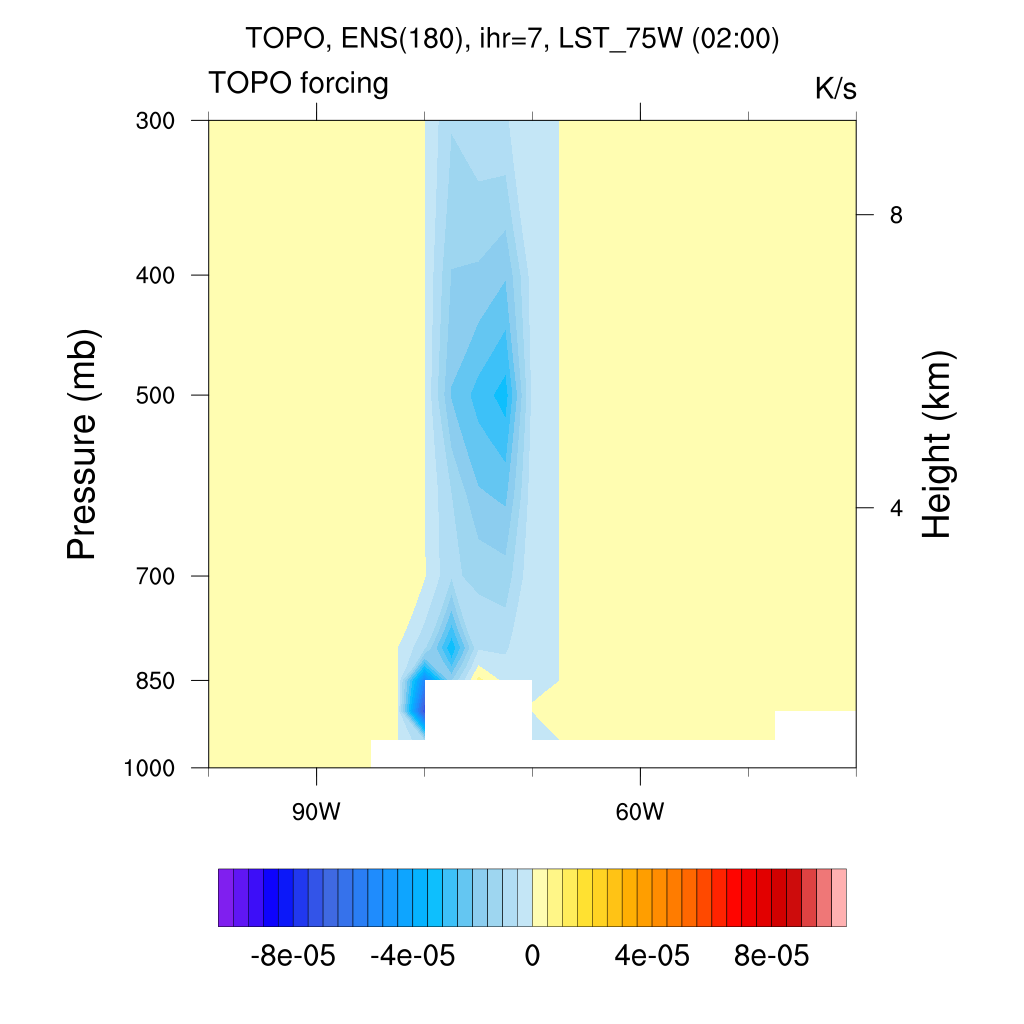 TOPO, ENS(180), ihr=7, LST_75W (02:00)
TOPO forcing
K/s
300
400
500
700
850
1000
Pressure (mb)
8
4
Height (km)
90W
60W
-8e-05
-4e-05
0
4e-05
8e-05